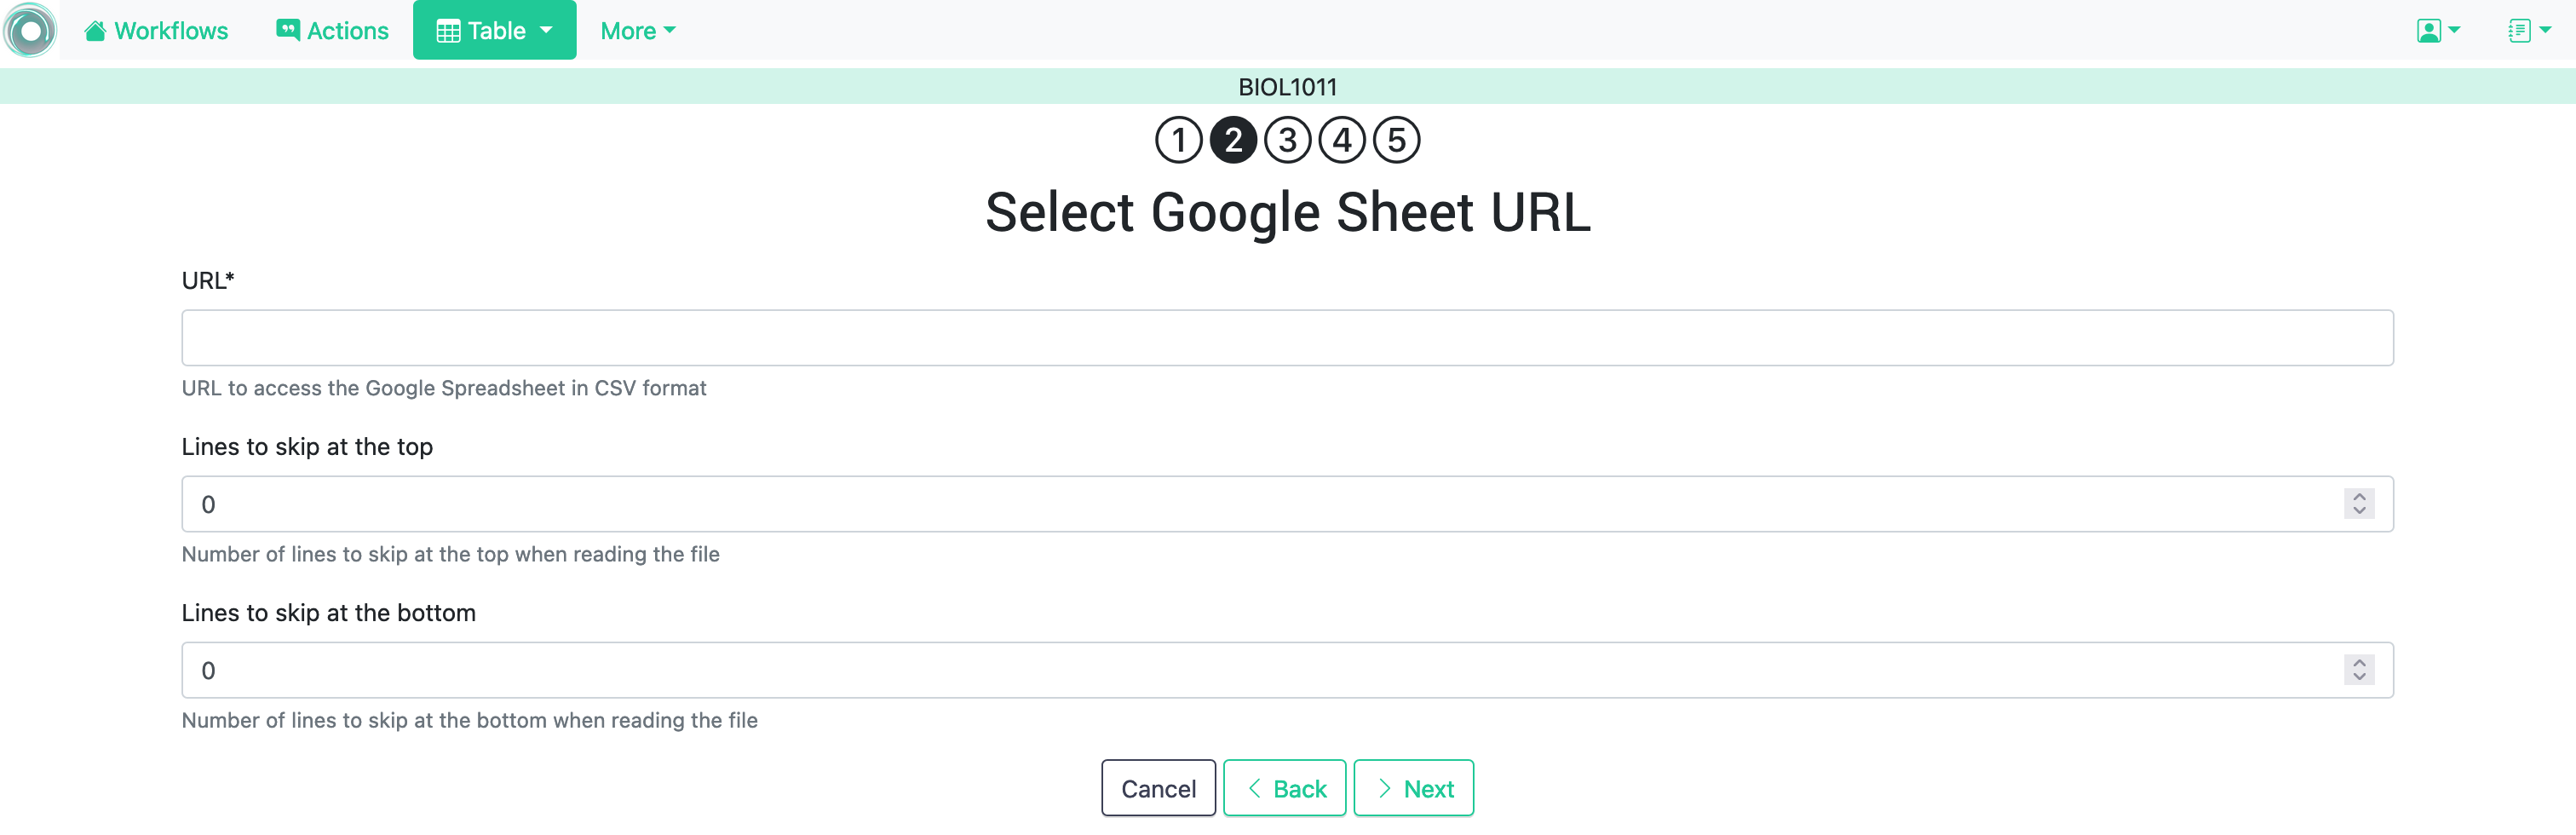 Workflows Actions Table More
BIOL1011
1 2 3 4 5
Select Google Sheet URL
URL*
URL to access the Google Spreadsheet in CSV format
Lines to skip at the top
0
Number of lines to skip at the top when reading the file
Lines to skip at the bottom
0
Number of lines to skip at the bottom when reading the file
Cancel Back Next